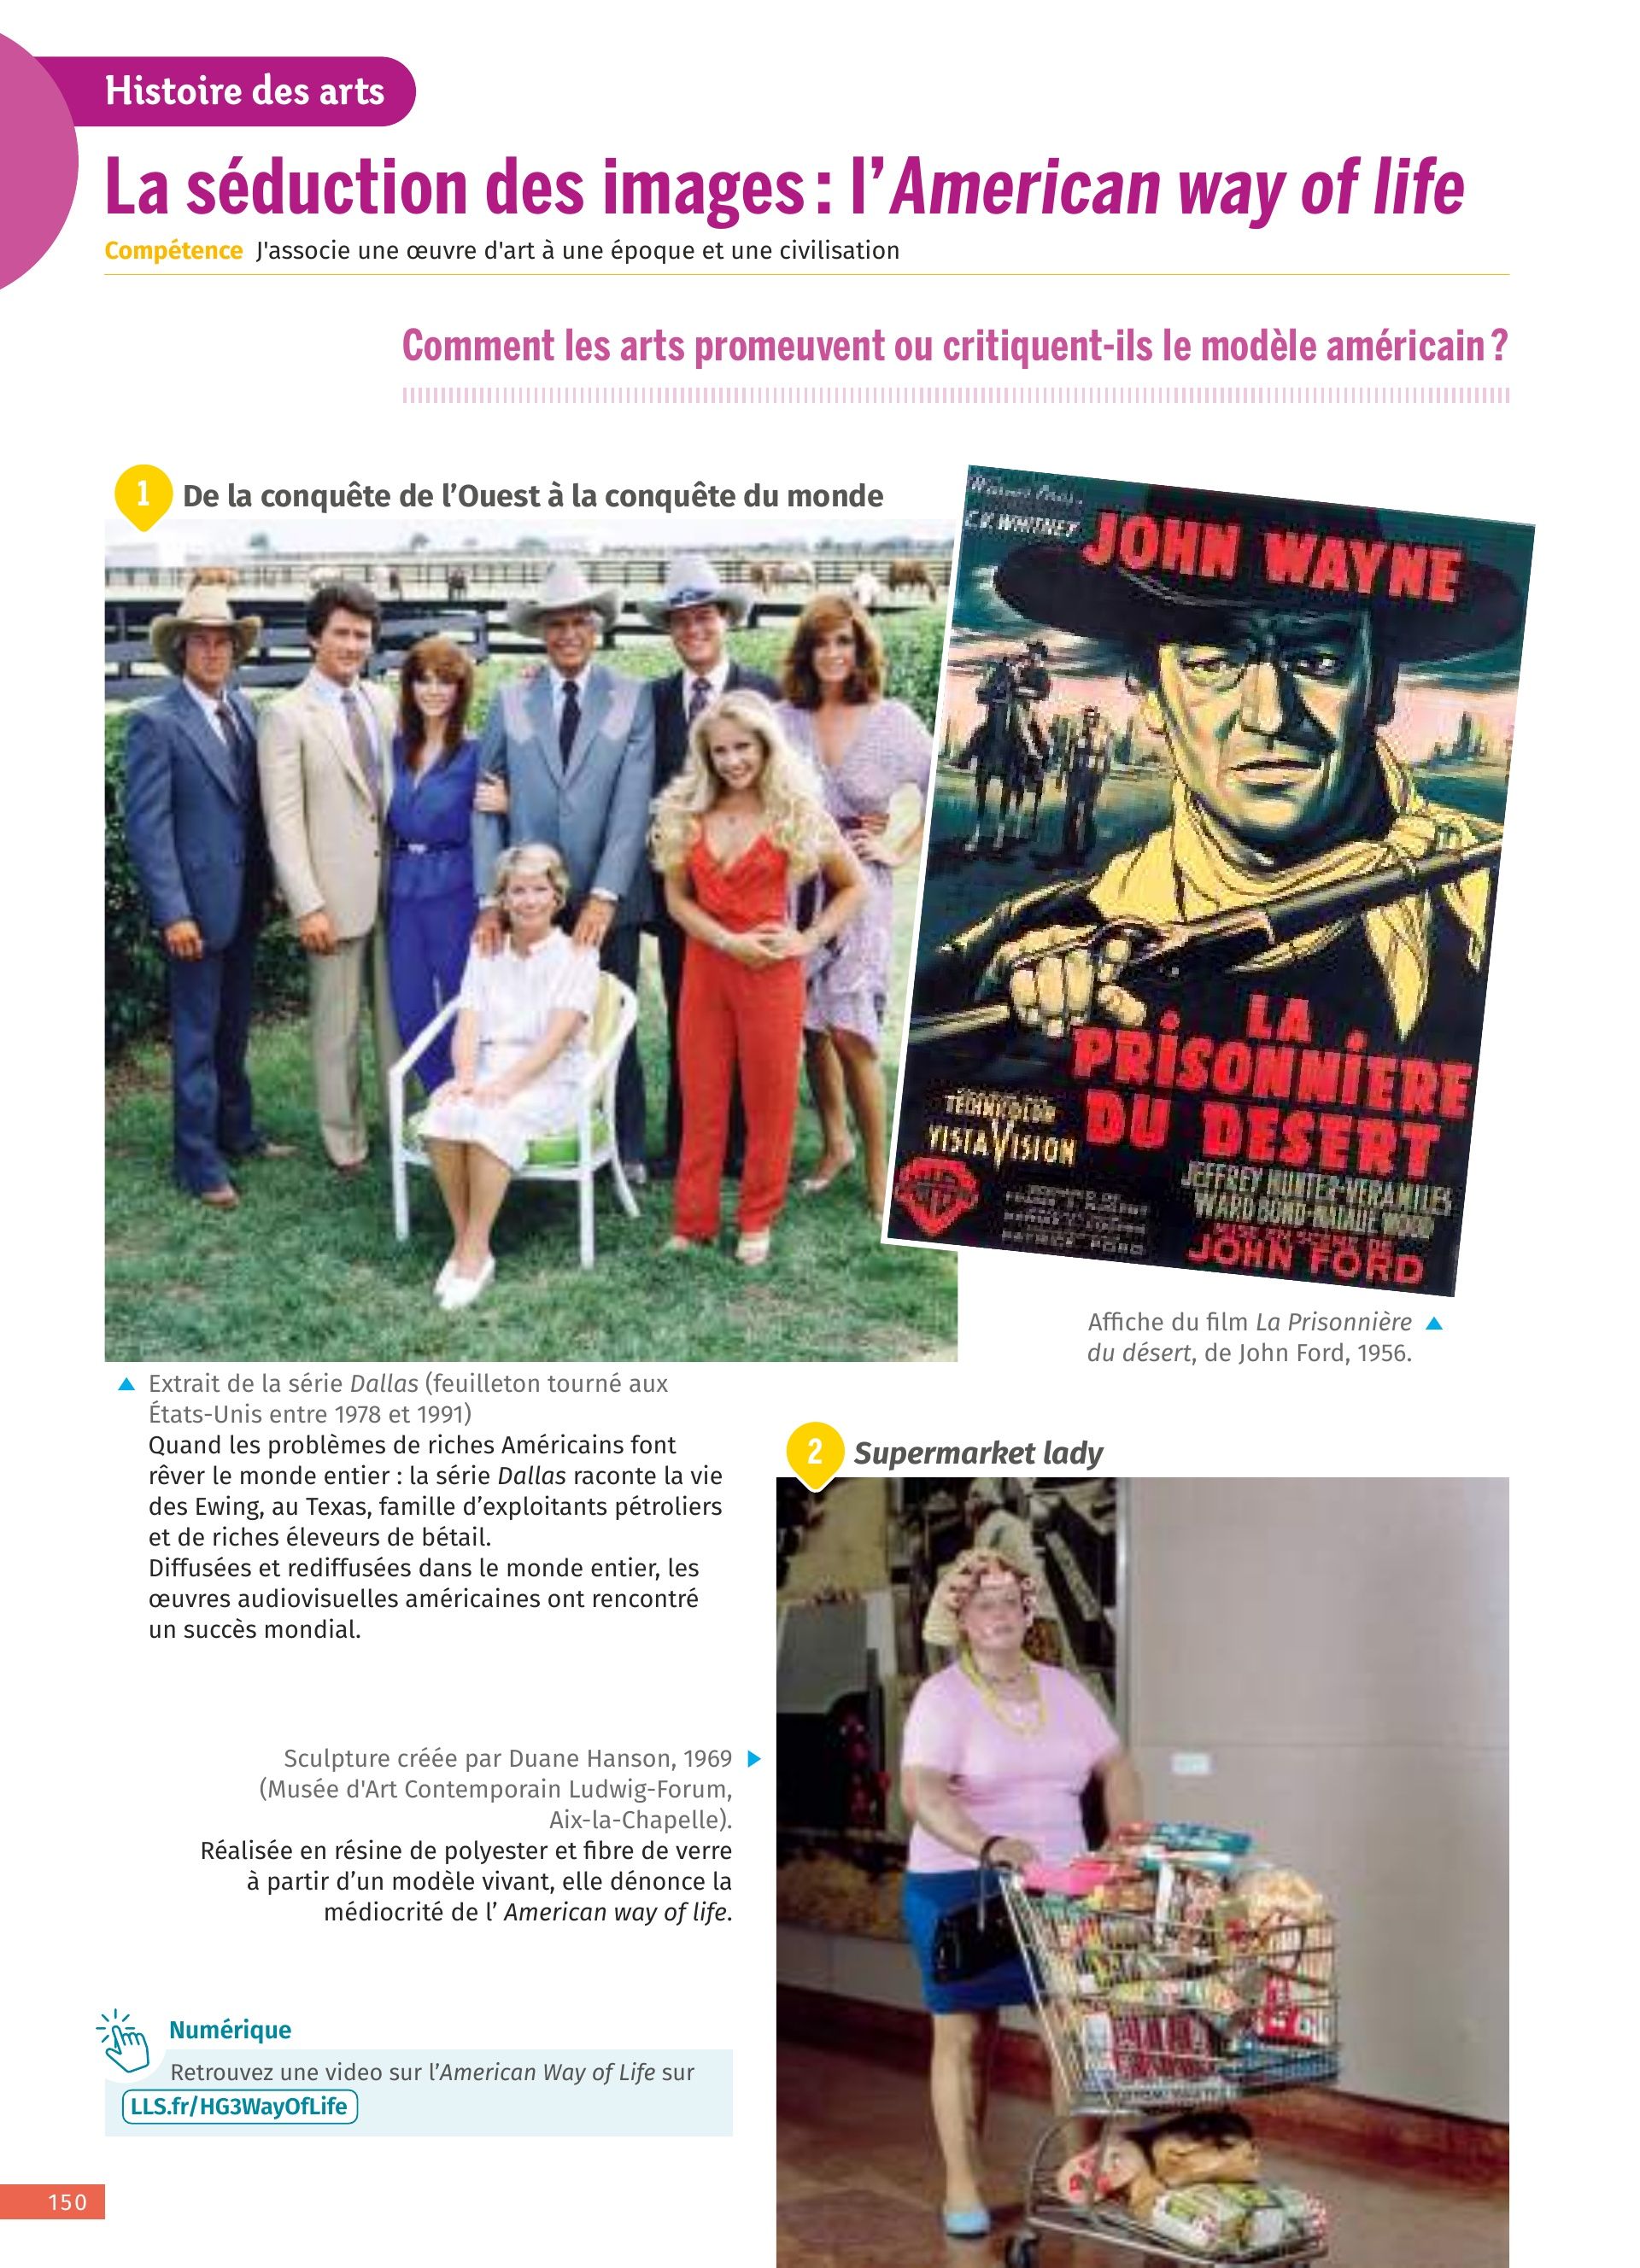 Histoire des arts
La séduction des images : l'American way of life
Compétence J'associe une œuvre d'art à une époque et une civilisation
Comment les arts promeuvent ou critiquent-ils le modèle américain ?
1 De la conquête de l'Ouest à la conquête du monde
C.V. WHITNEY
JOHN WAYNE
LA
PRISONNIERE
DU DESERT
TECHNICOLOR
VISTAVISION
JEFFREY HUNTER · VERA MILES
WARD BOND · NATALIE WOOD
JOHN FORD
Affiche du film La Prisonnière
du désert, de John Ford, 1956.
Extrait de la série Dallas (feuilleton tourné aux
États-Unis entre 1978 et 1991)
Quand les problèmes de riches Américains font
rêver le monde entier : la série Dallas raconte la vie
des Ewing, au Texas, famille d'exploitants pétroliers
et de riches éleveurs de bétail.
Diffusées et rediffusées dans le monde entier, les
œuvres audiovisuelles américaines ont rencontré
un succès mondial.
2 Supermarket lady
Sculpture créée par Duane Hanson, 1969
(Musée d'Art Contemporain Ludwig-Forum,
Aix-la-Chapelle).
Réalisée en résine de polyester et fibre de verre
à partir d'un modèle vivant, elle dénonce la
médiocrité de l' American way of life.
Numérique
Retrouvez une video sur l'American Way of Life sur
LLS.fr/HG3WayOfLife
150